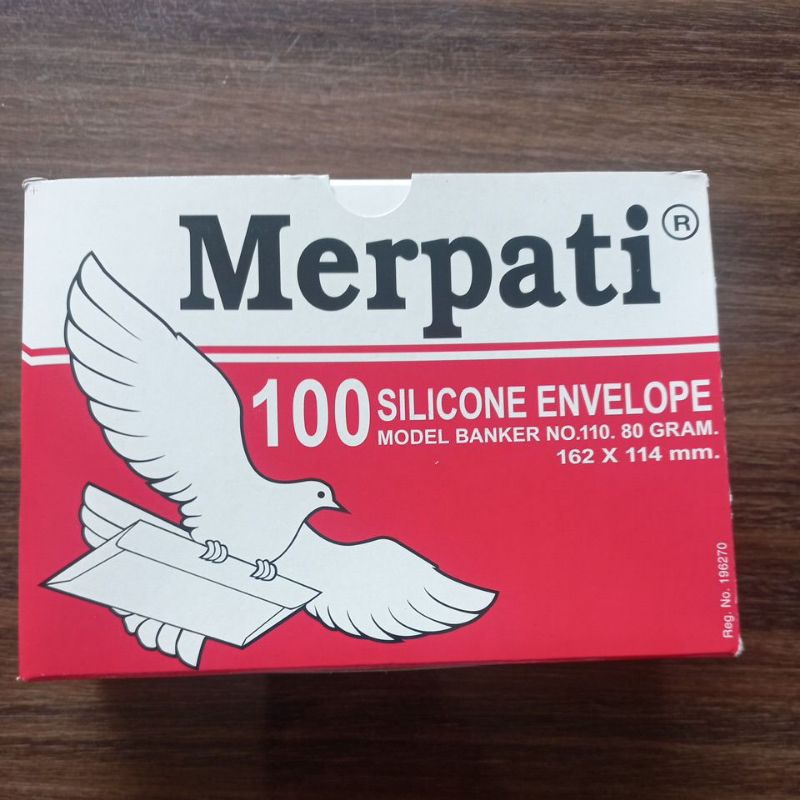 Merpati®
100 SILICONE ENVELOPE
MODEL BANKER NO.110. 80 GRAM.
162 X 114 mm.
Reg. No. 196270